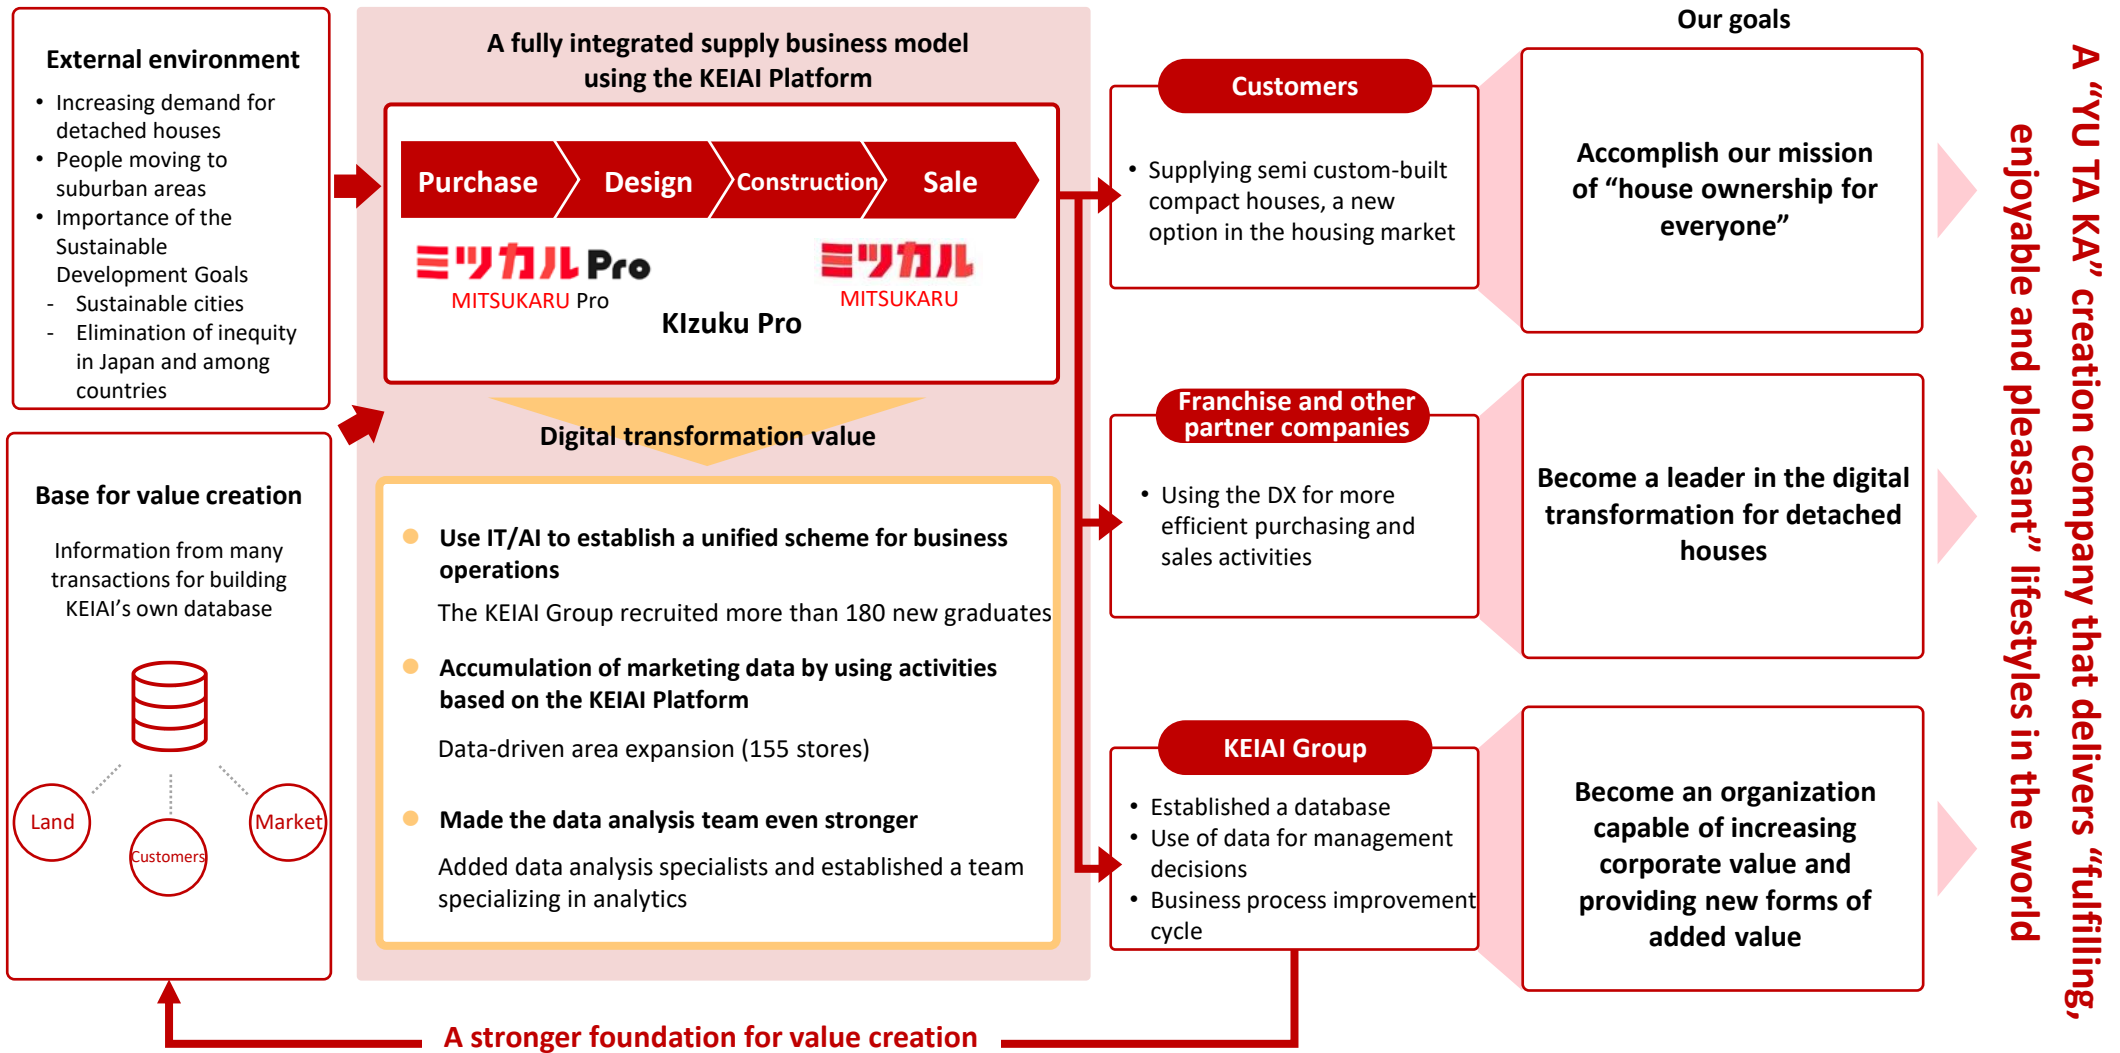 External environment
• Increasing demand for
detached houses
• People moving to
suburban areas
• Importance of the
Sustainable
Development Goals
- Sustainable cities
- Elimination of inequity
in Japan and among
countries
Base for value creation
Information from many
transactions for building
KEIAI’s own database
Land
Customers
Market
A fully integrated supply business model
using the KEIAI Platform
Purchase
Design
Construction
Sale
ミツカル Pro
MITSUKARU Pro
ミツカル
MITSUKARU
KIzuku Pro
Digital transformation value
Use IT/AI to establish a unified scheme for business
operations
The KEIAI Group recruited more than 180 new graduates
Accumulation of marketing data by using activities
based on the KEIAI Platform
Data-driven area expansion (155 stores)
Made the data analysis team even stronger
Added data analysis specialists and established a team
specializing in analytics
Customers
• Supplying semi custom-built
compact houses, a new
option in the housing market
Franchise and other
partner companies
• Using the DX for more
efficient purchasing and
sales activities
KEIAI Group
• Established a database
• Use of data for management
decisions
• Business process improvement
cycle
Our goals
Accomplish our mission
of “house ownership for
everyone”
Become a leader in the digital
transformation for detached
houses
Become an organization
capable of increasing
corporate value and
providing new forms of
added value
A “YU TA KA” creation company that delivers “fulfilling,
enjoyable and pleasant” lifestyles in the world
A stronger foundation for value creation